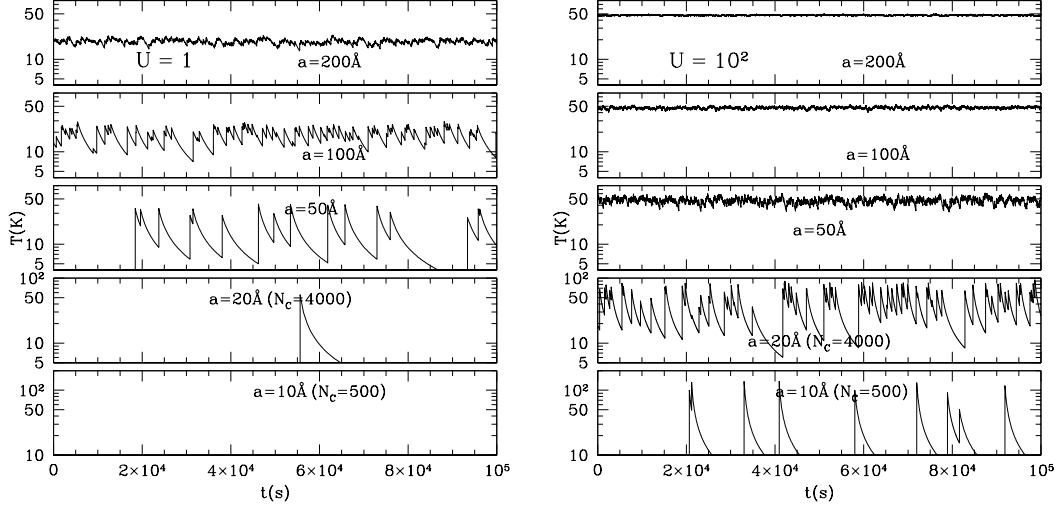 50
10
5
U = 1
a=200Å
50
10
5
a=100Å
50
10
5
a=50Å
T(K)
10²
50
10
5
a=20Å (N_c=4000)
10²
50
10
a=10Å (N_c=500)
0 2×10⁴ 4×10⁴ 6×10⁴ 8×10⁴ 10⁵
t(s)
50
10
5
U = 10²
a=200Å
50
10
5
a=100Å
50
10
5
a=50Å
T(K)
10²
50
10
5
a=20Å (N_c=4000)
10²
50
10
a=10Å (N_c=500)
0 2×10⁴ 4×10⁴ 6×10⁴ 8×10⁴ 10⁵
t(s)